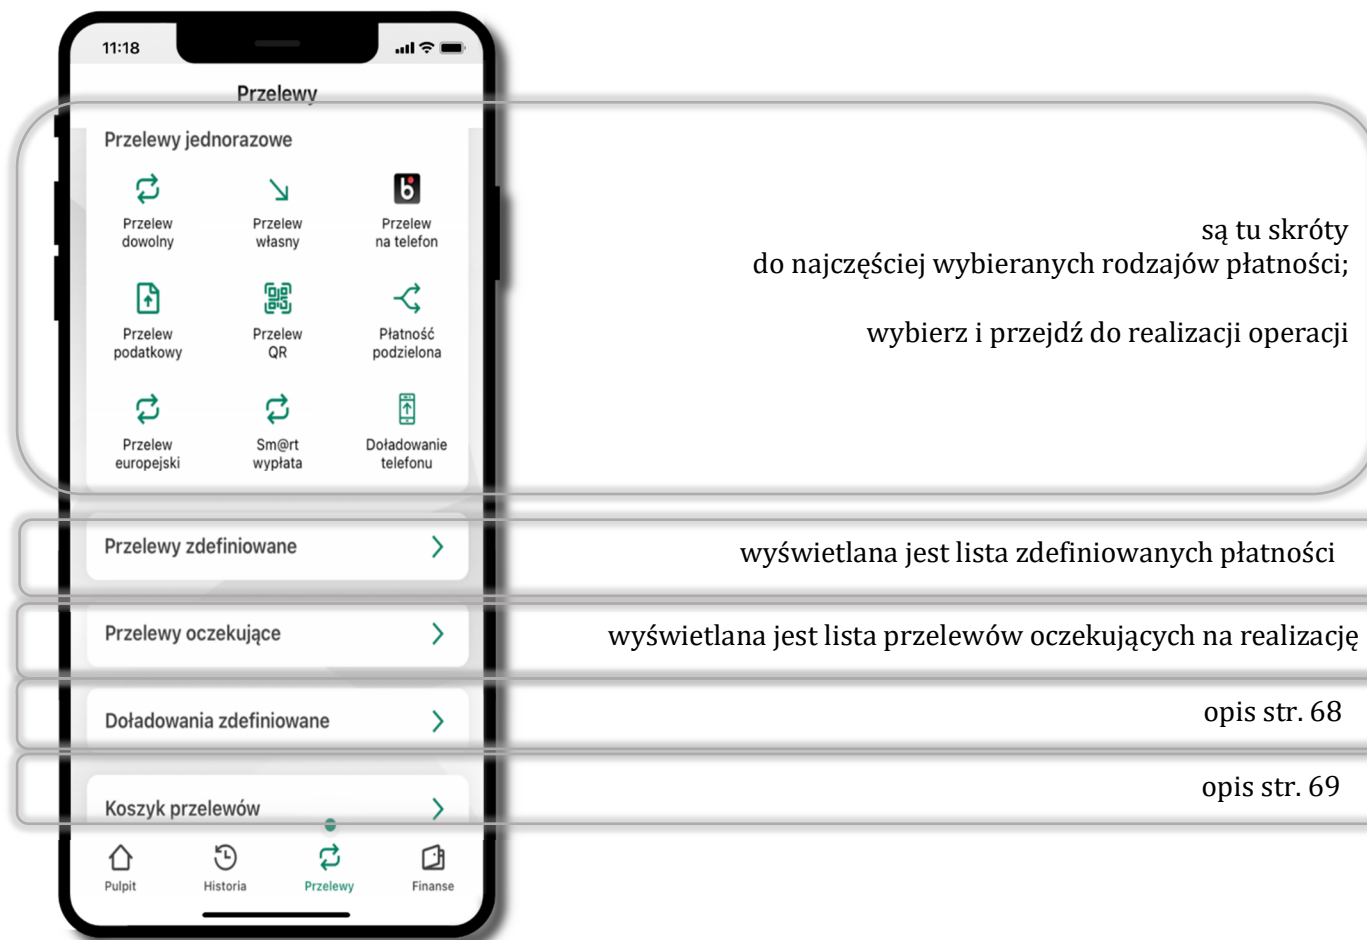 11:18
Przelewy
Przelewy jednorazowe
Przelew
dowolny
Przelew
własny
Przelew
na telefon
Przelew
podatkowy
Przelew
QR
Płatność
podzielona
Przelew
europejski
Sm@rt
wypłata
Doładowanie
telefonu
są tu skróty
do najczęściej wybieranych rodzajów płatności;
wybierz i przejdź do realizacji operacji
Przelewy zdefiniowane
wyświetlana jest lista zdefiniowanych płatności
Przelewy oczekujące
wyświetlana jest lista przelewów oczekujących na realizację
Doładowania zdefiniowane
opis str. 68
Koszyk przelewów
opis str. 69
Pulpit
Historia
Przelewy
Finanse